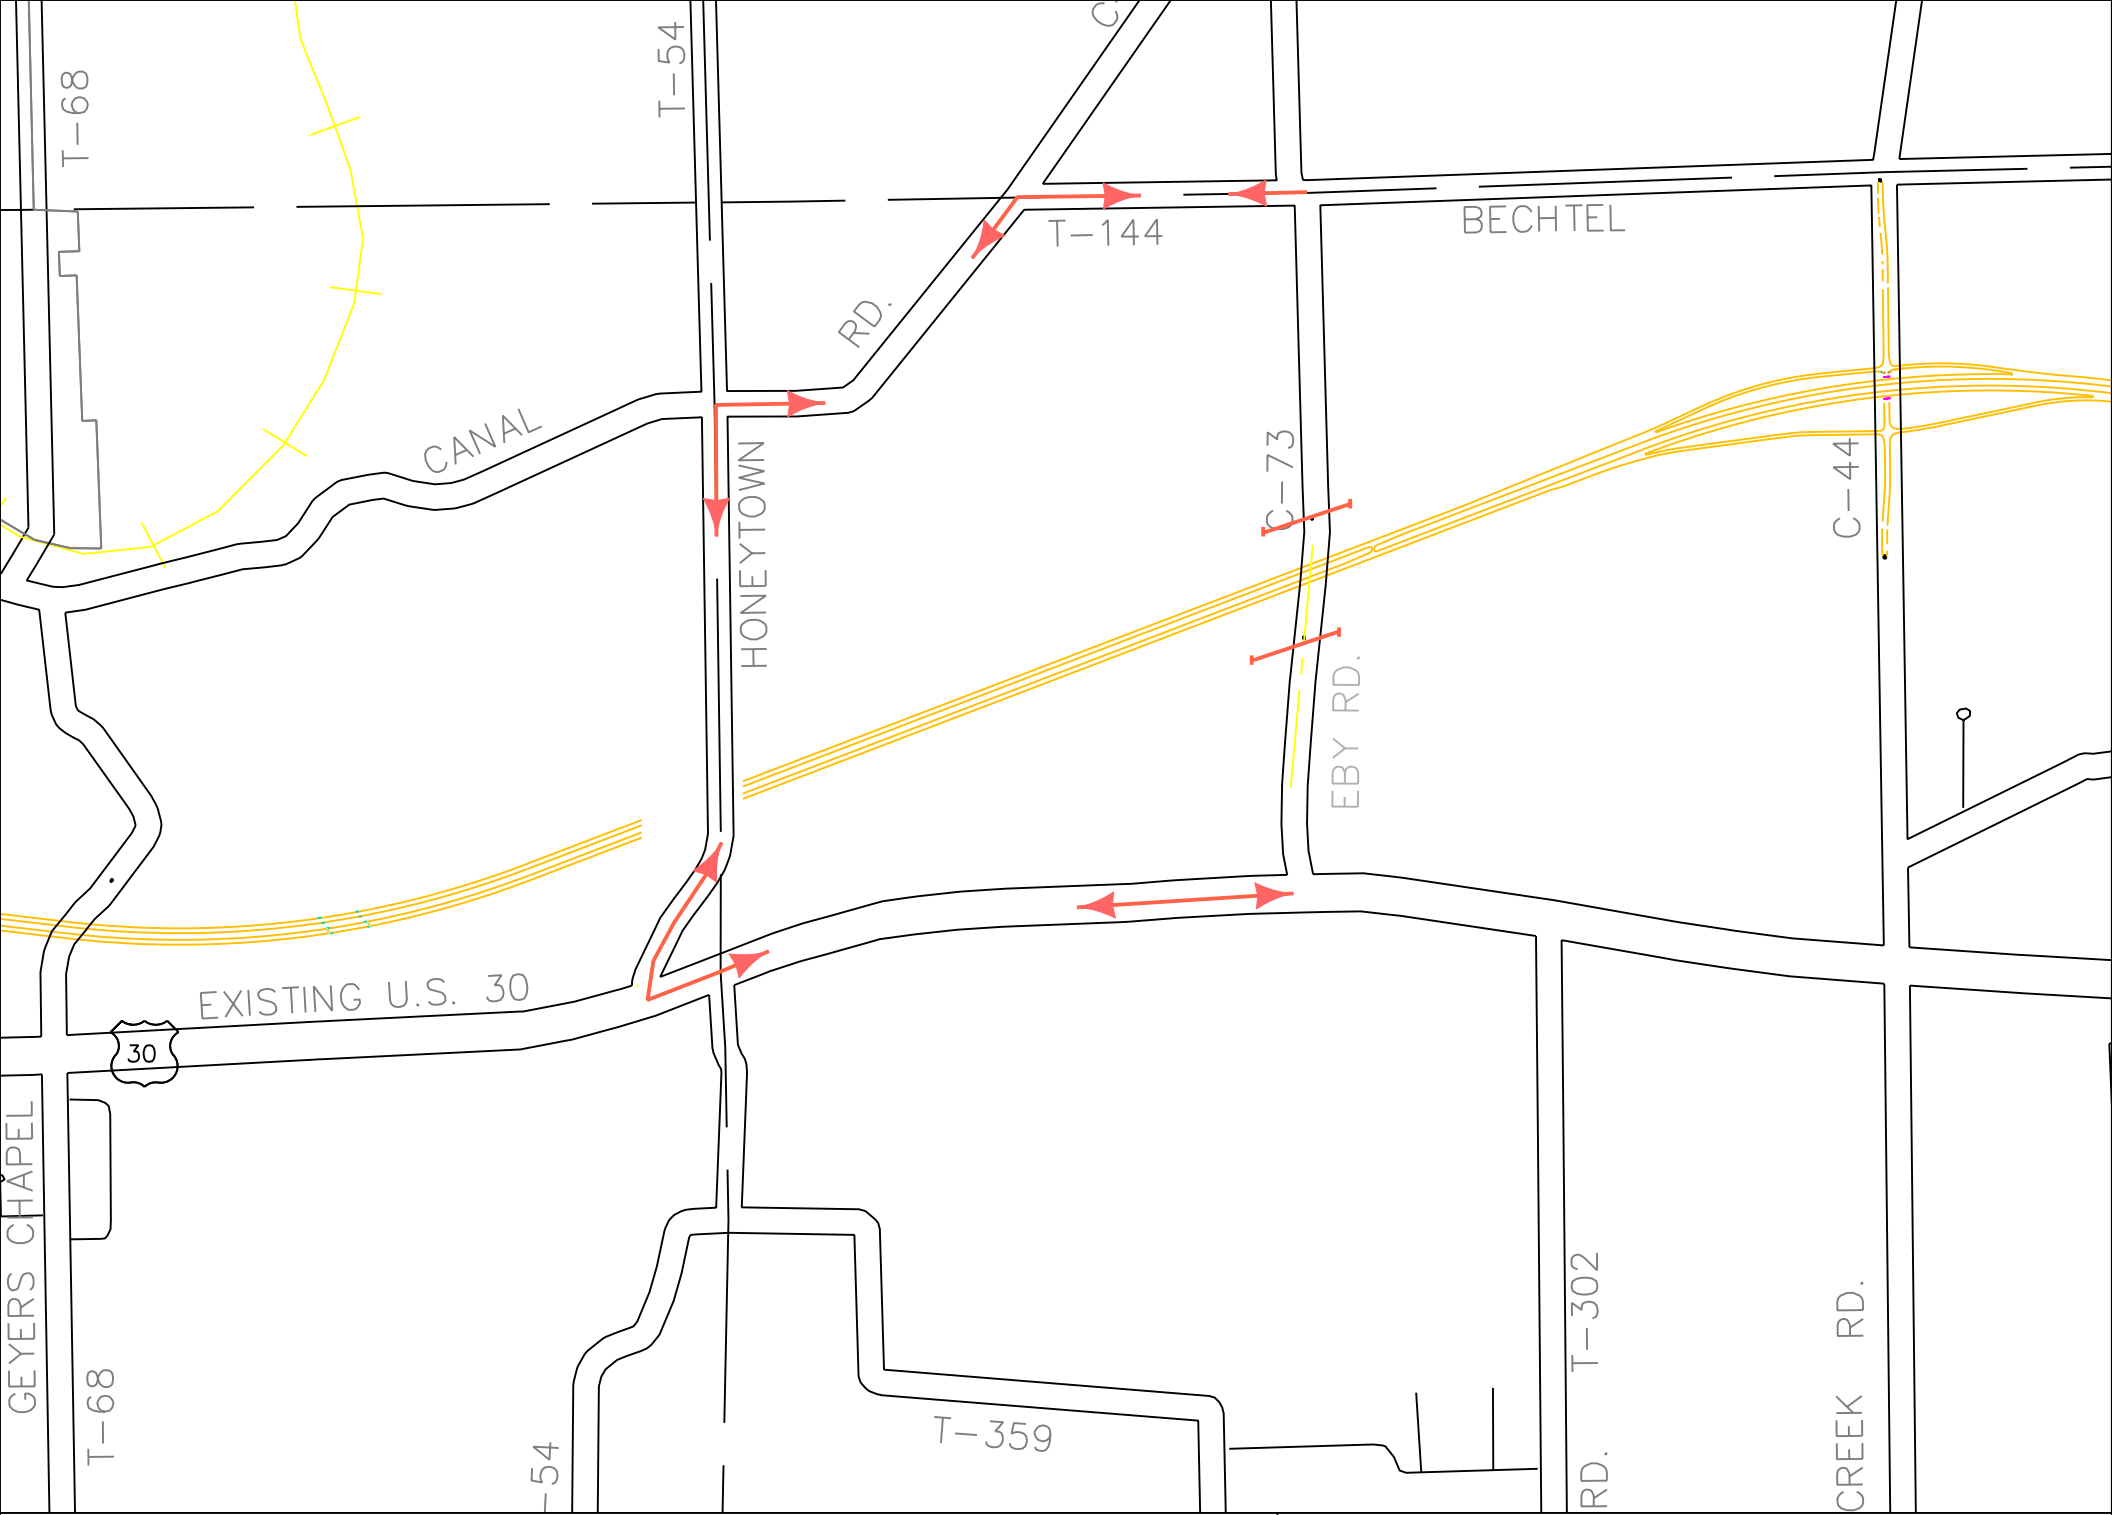 T-68
T-54
C
T-144
BECHTEL
RD.
CANAL
HONEYTOWN
C-73
C-44
EBY RD.
EXISTING U.S. 30
30
GEYERS CHAPEL
T-68
-54
T-359
T-302
RD.
CREEK RD.